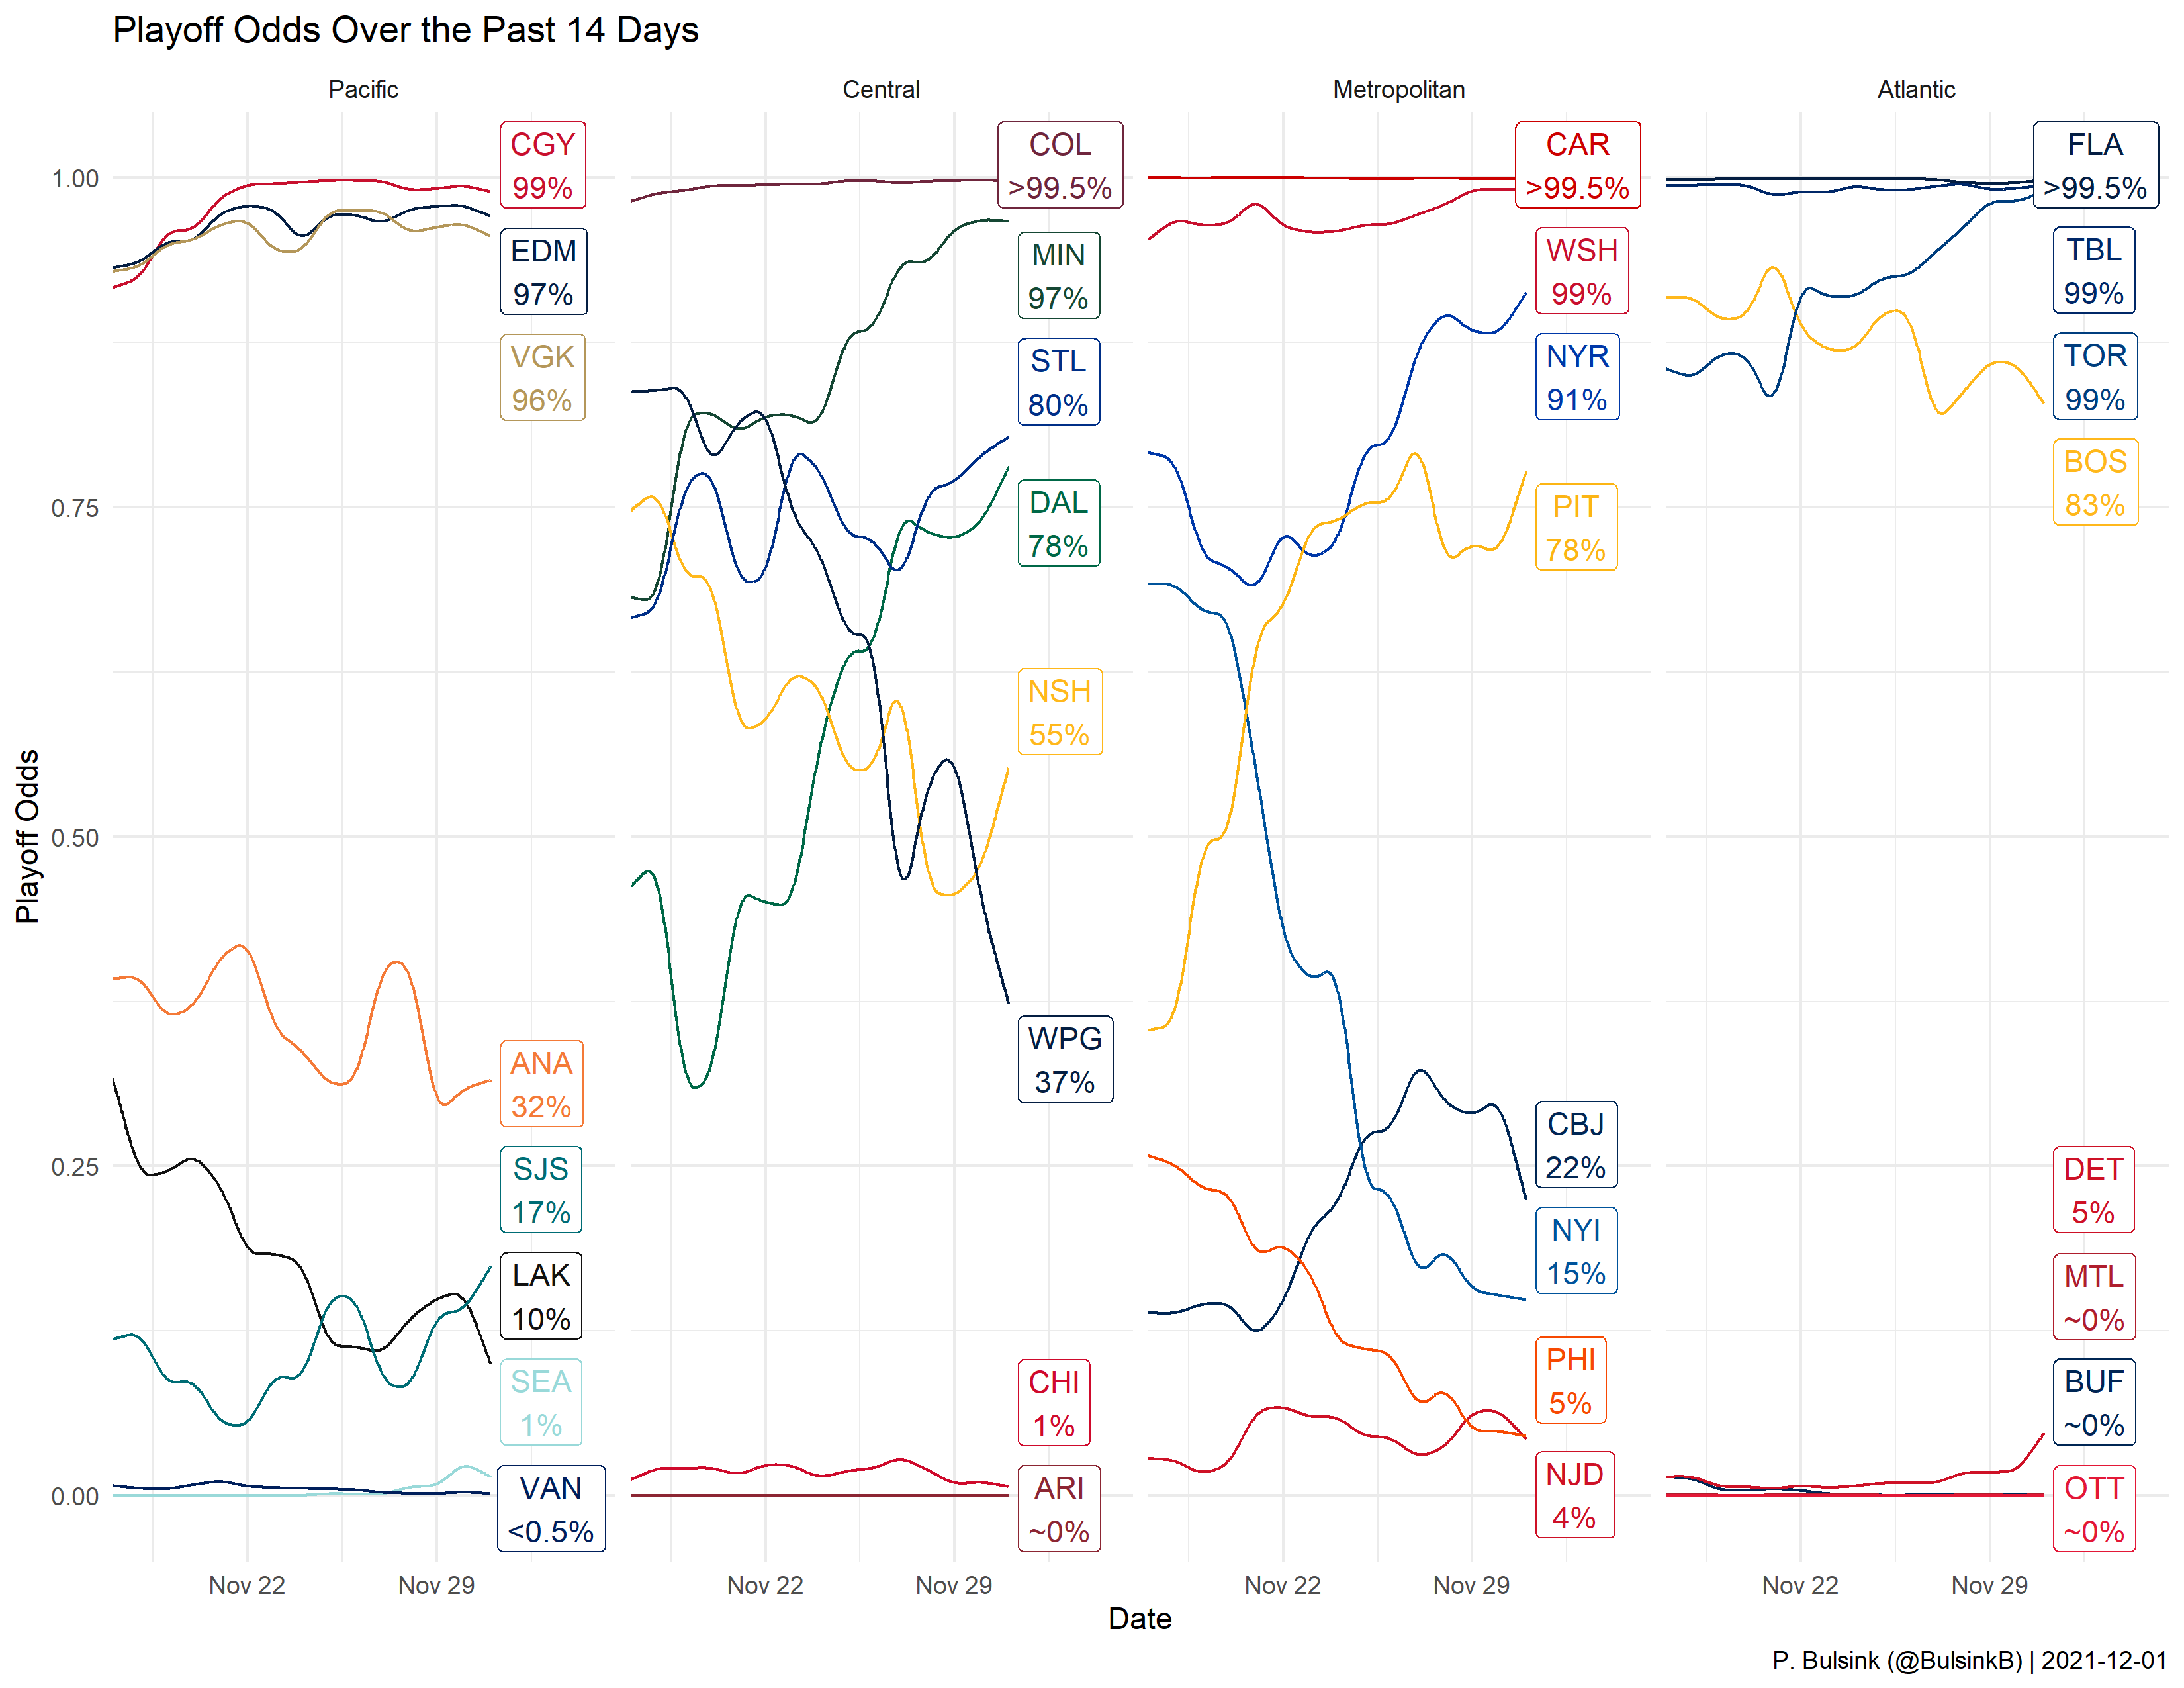 Playoff Odds Over the Past 14 Days
Pacific
Central
Metropolitan
Atlantic
Playoff Odds
1.00
0.75
0.50
0.25
0.00
CGY
99%
EDM
97%
VGK
96%
ANA
32%
SJS
17%
LAK
10%
SEA
1%
VAN
<0.5%
COL
>99.5%
MIN
97%
STL
80%
DAL
78%
NSH
55%
WPG
37%
CHI
1%
ARI
~0%
CAR
>99.5%
WSH
99%
NYR
91%
PIT
78%
CBJ
22%
NYI
15%
PHI
5%
NJD
4%
FLA
>99.5%
TBL
99%
TOR
99%
BOS
83%
DET
5%
MTL
~0%
BUF
~0%
OTT
~0%
Nov 22
Nov 29
Nov 22
Nov 29
Nov 22
Nov 29
Nov 22
Nov 29
Date
P. Bulsink (@BulsinkB) | 2021-12-01